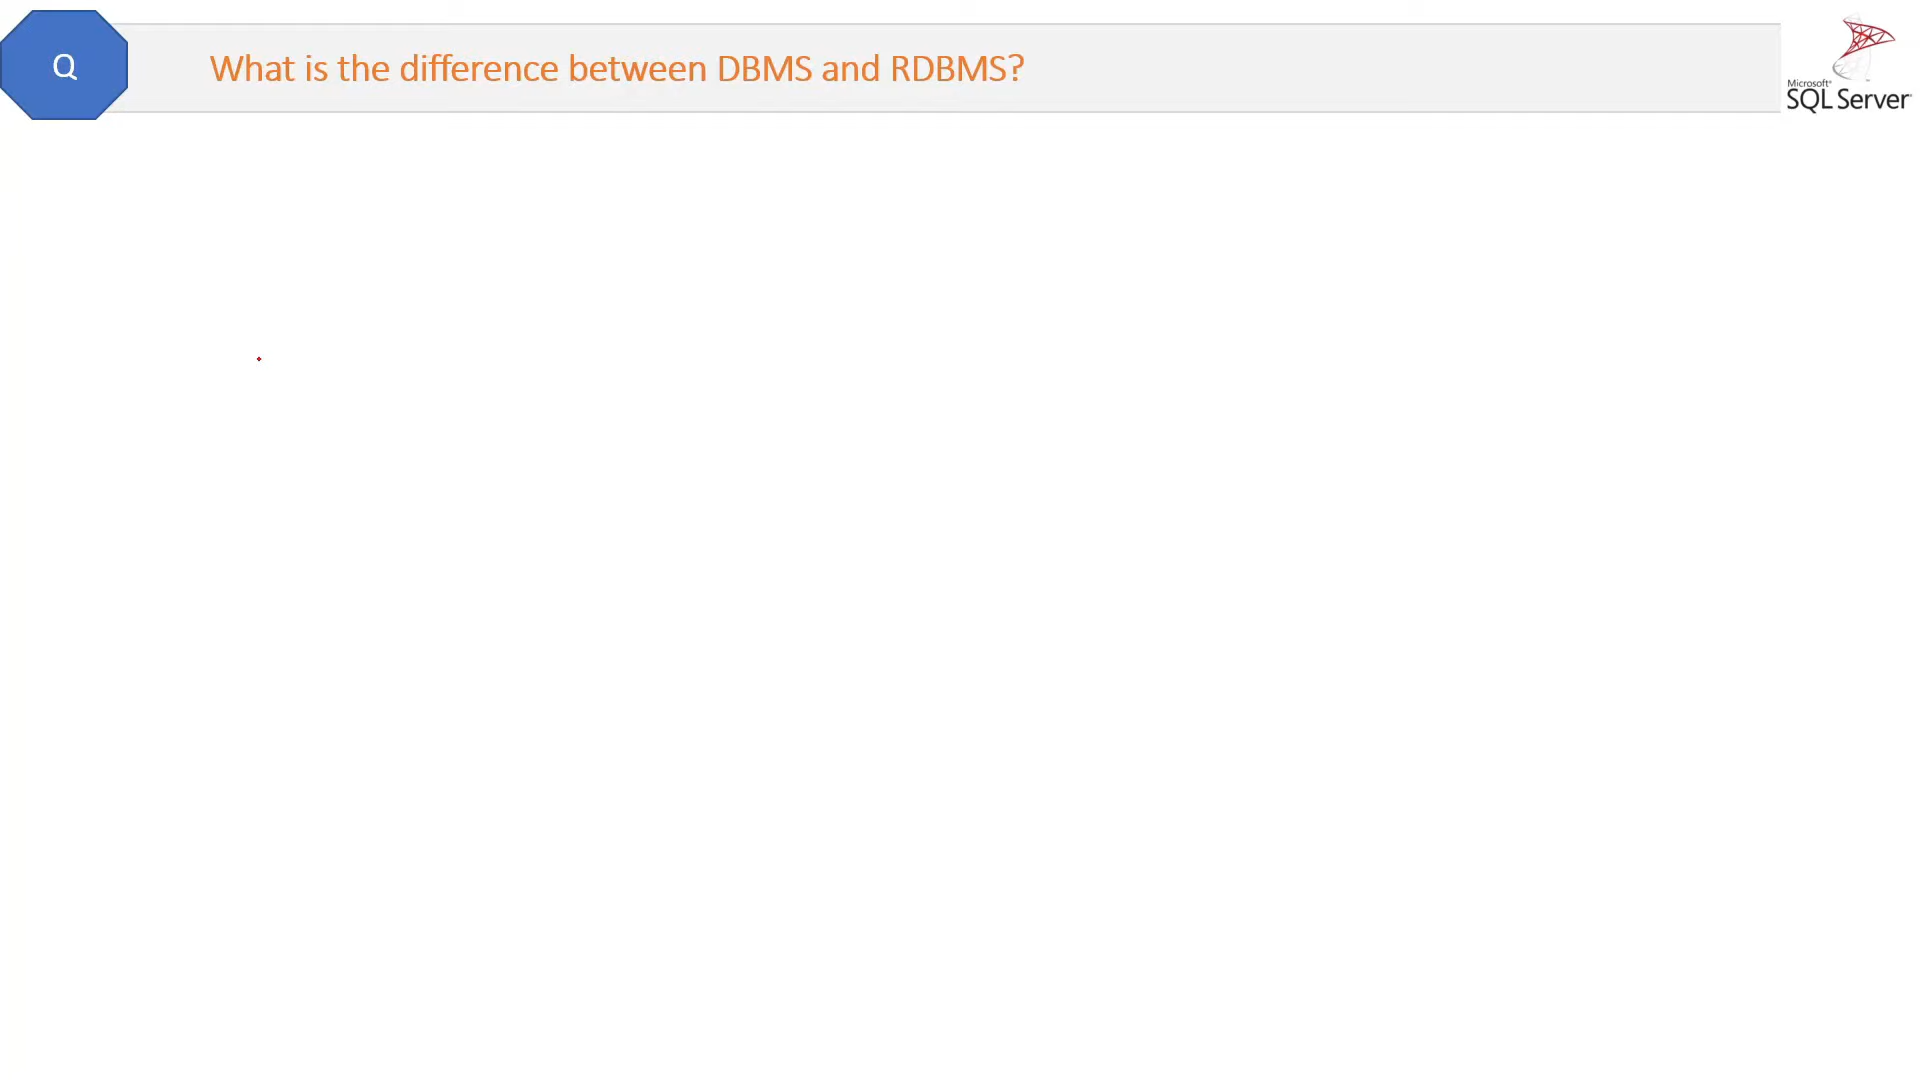 Q
What is the difference between DBMS and RDBMS?
Microsoft®
SQL Server®